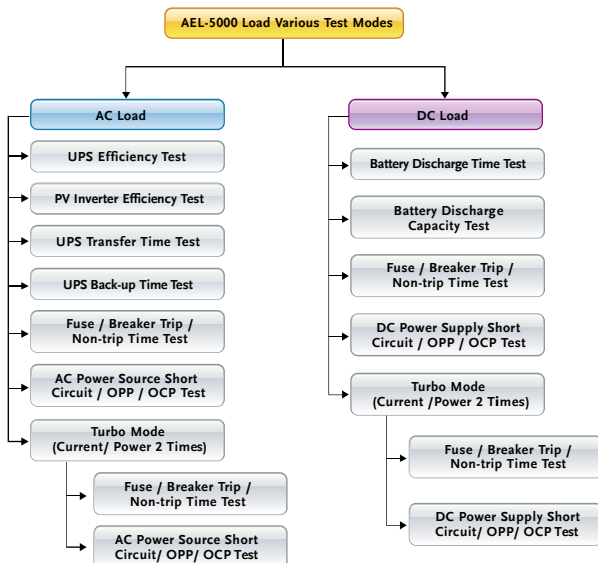 AEL-5000 Load Various Test Modes
AC Load
UPS Efficiency Test
PV Inverter Efficiency Test
UPS Transfer Time Test
UPS Back-up Time Test
Fuse / Breaker Trip /
Non-trip Time Test
AC Power Source Short
Circuit / OPP / OCP Test
Turbo Mode
(Current/ Power 2 Times)
Fuse / Breaker Trip /
Non-trip Time Test
AC Power Source Short
Circuit/ OPP/ OCP Test
DC Load
Battery Discharge Time Test
Battery Discharge
Capacity Test
Fuse / Breaker Trip /
Non-trip Time Test
DC Power Supply Short
Circuit / OPP / OCP Test
Turbo Mode
(Current /Power 2 Times)
Fuse / Breaker Trip /
Non-trip Time Test
DC Power Supply Short
Circuit/ OPP/ OCP Test